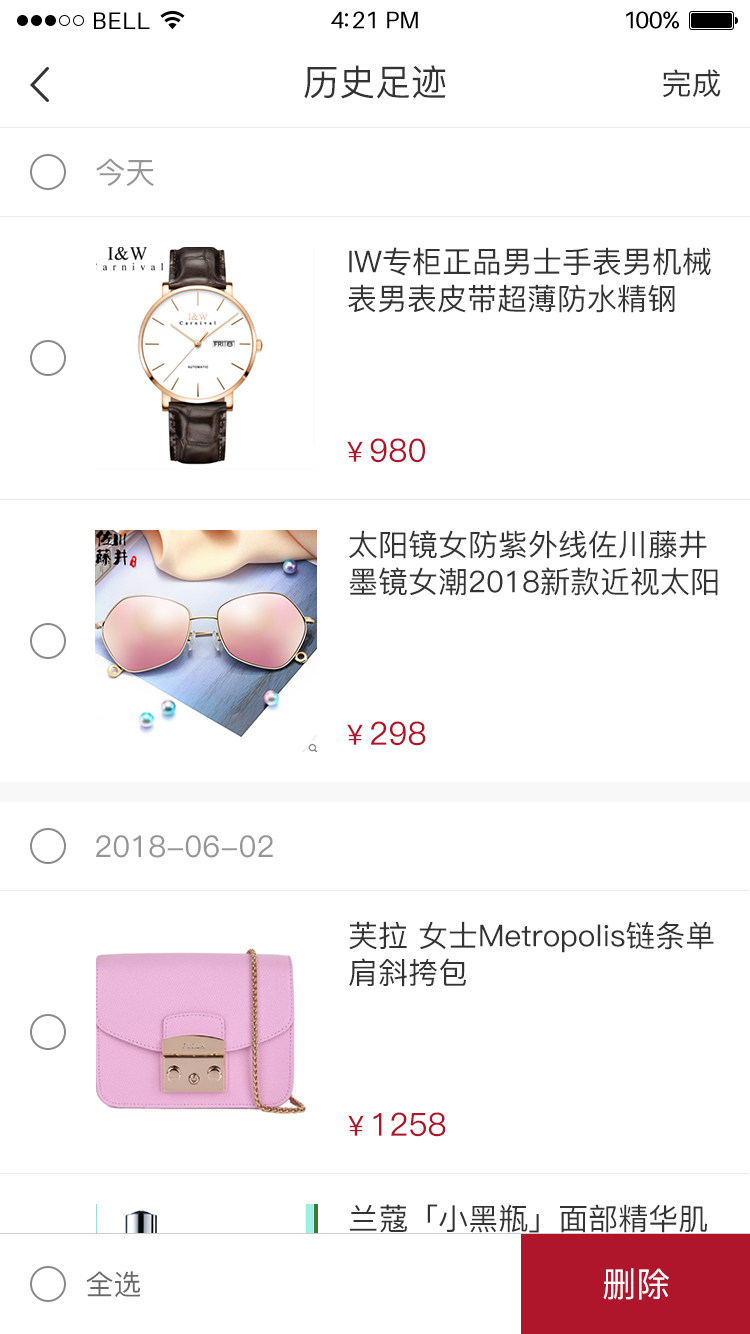 BELL
4:21 PM
100%
历史足迹
完成
今天
I&W
Carnival
I&W
Carnival
FRI 8
AUTOMATIC
IW专柜正品男士手表男机械
表男表皮带超薄防水精钢
¥980
佐川
藤井
太阳镜女防紫外线佐川藤井
墨镜女潮2018新款近视太阳
¥298
2018-06-02
芙拉 女士Metropolis链条单
肩斜挎包
¥1258
兰蔻「小黑瓶」面部精华肌
全选
删除